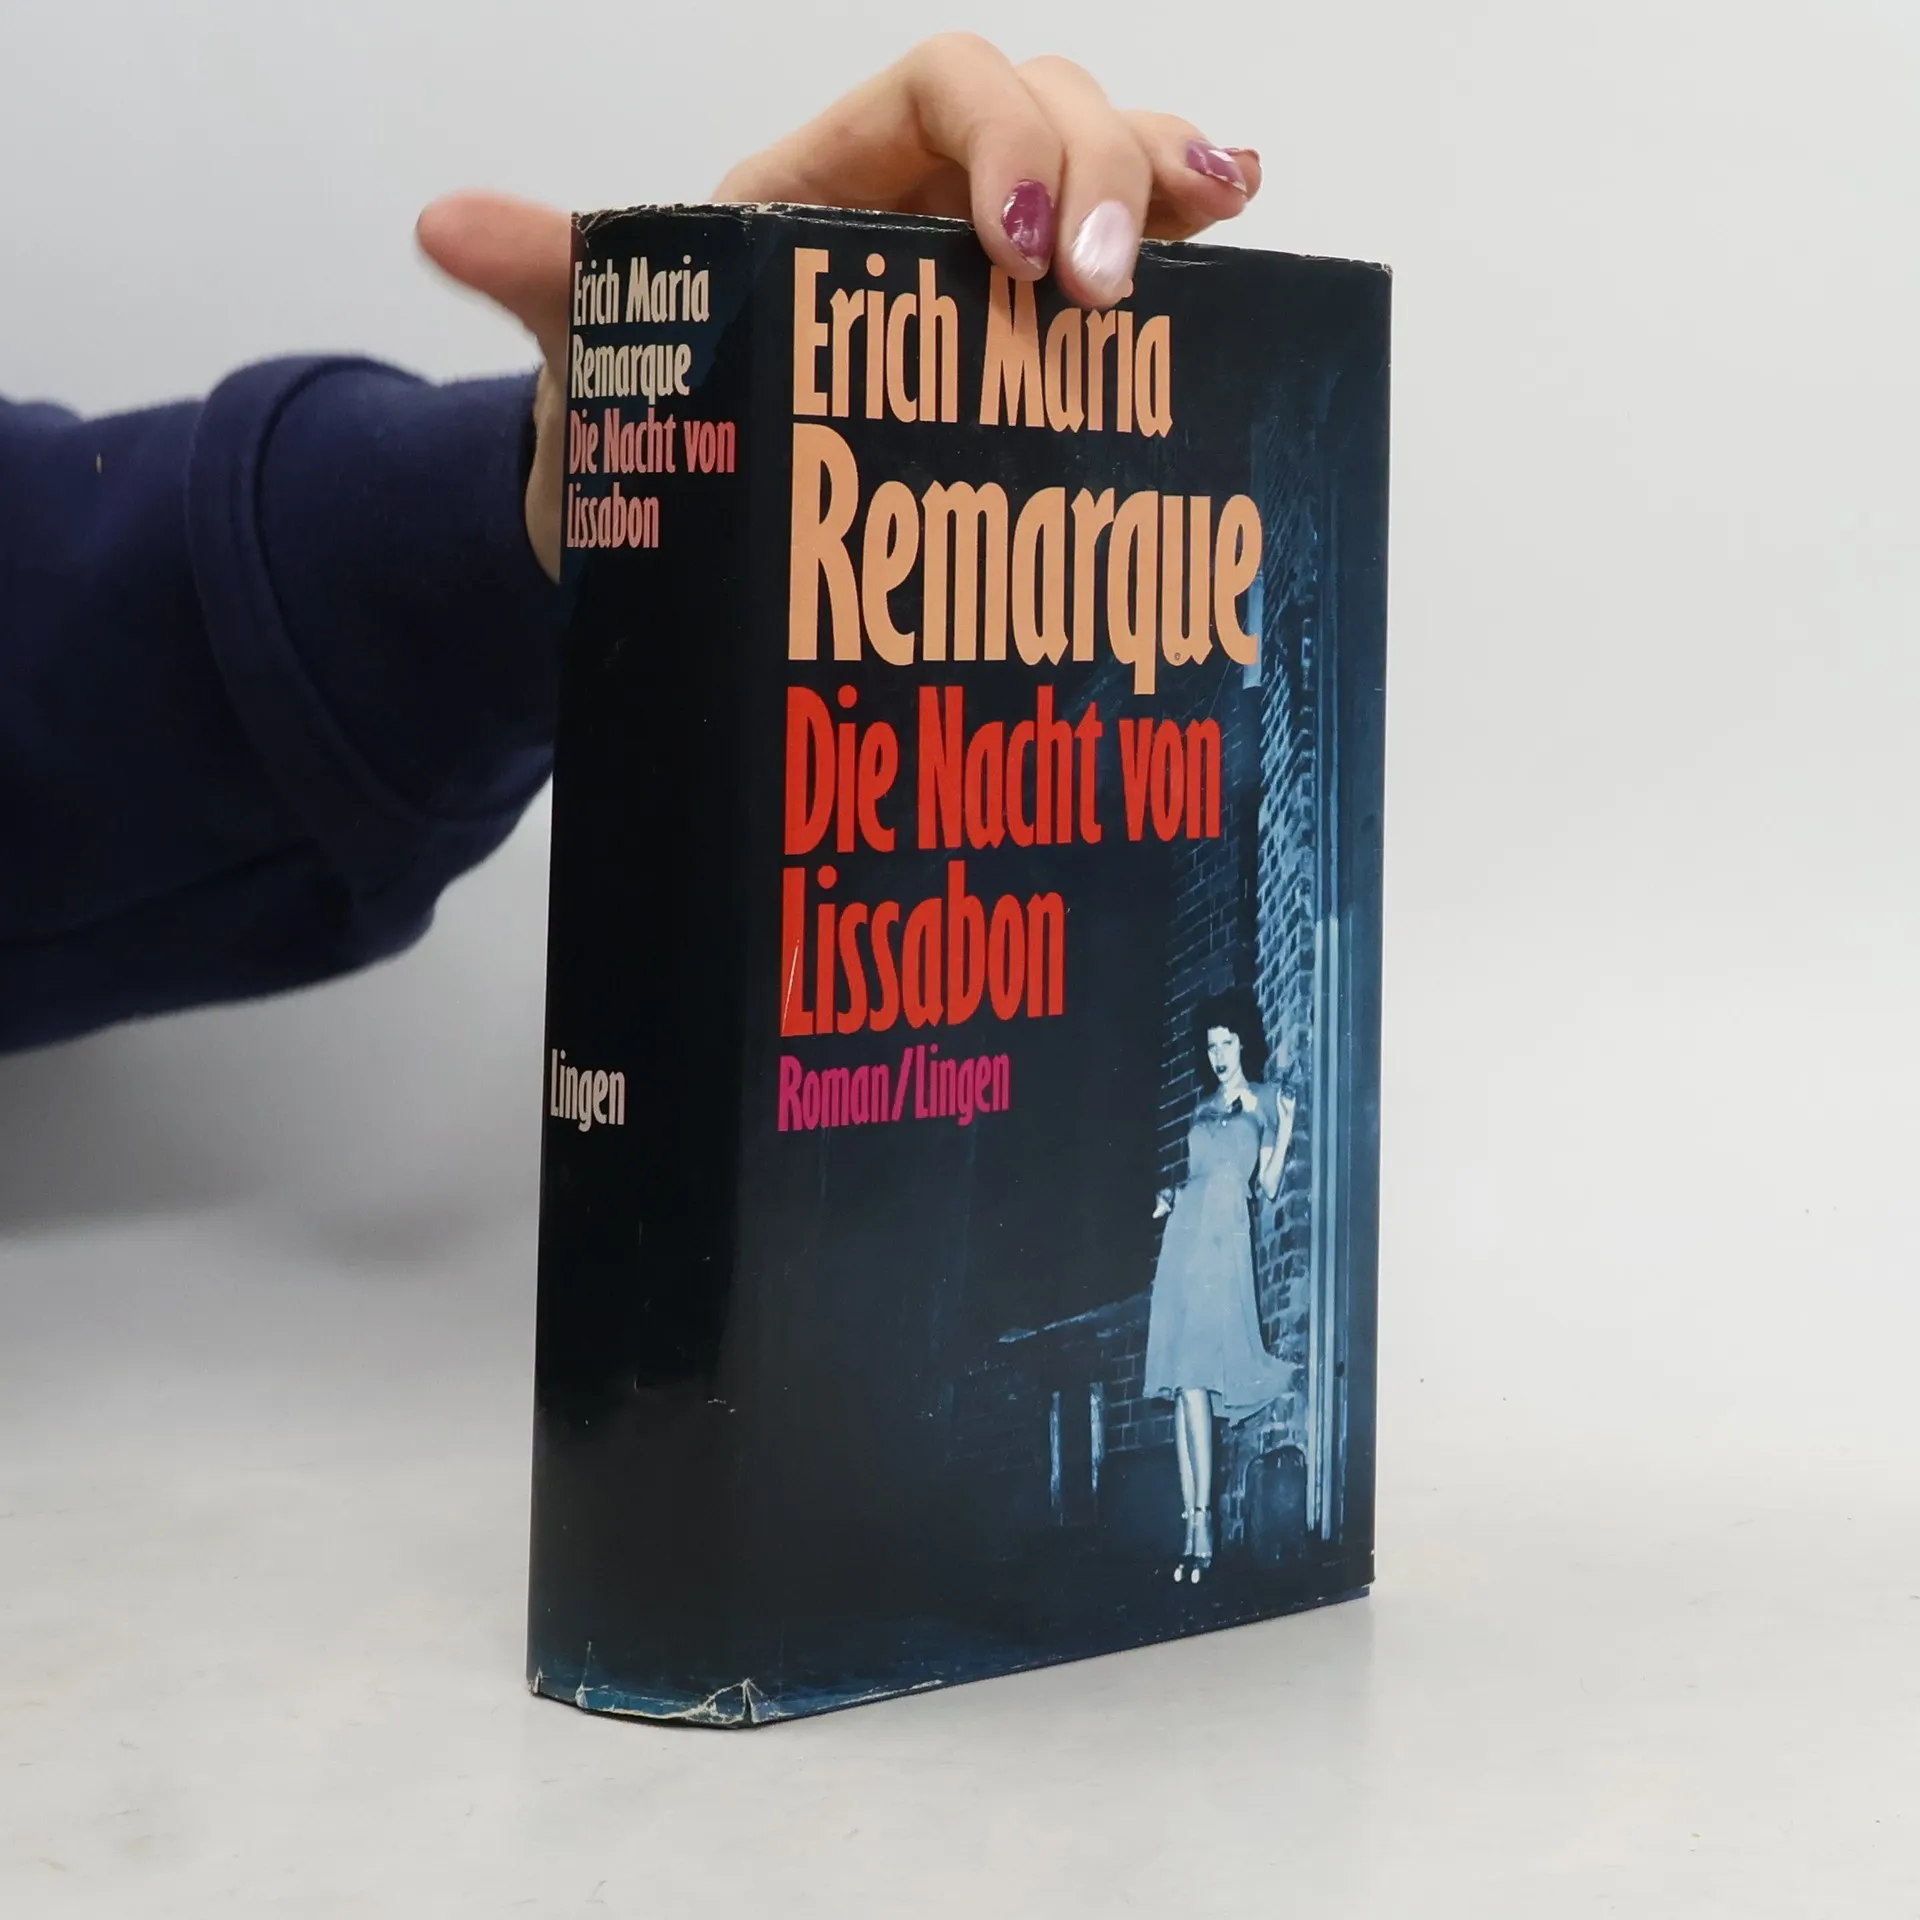 Erich Maria
Remarque
Die Nacht von
Lissabon
Lingen
Erich Maria
Remarque
Die Nacht von
Lissabon
Roman/Lingen